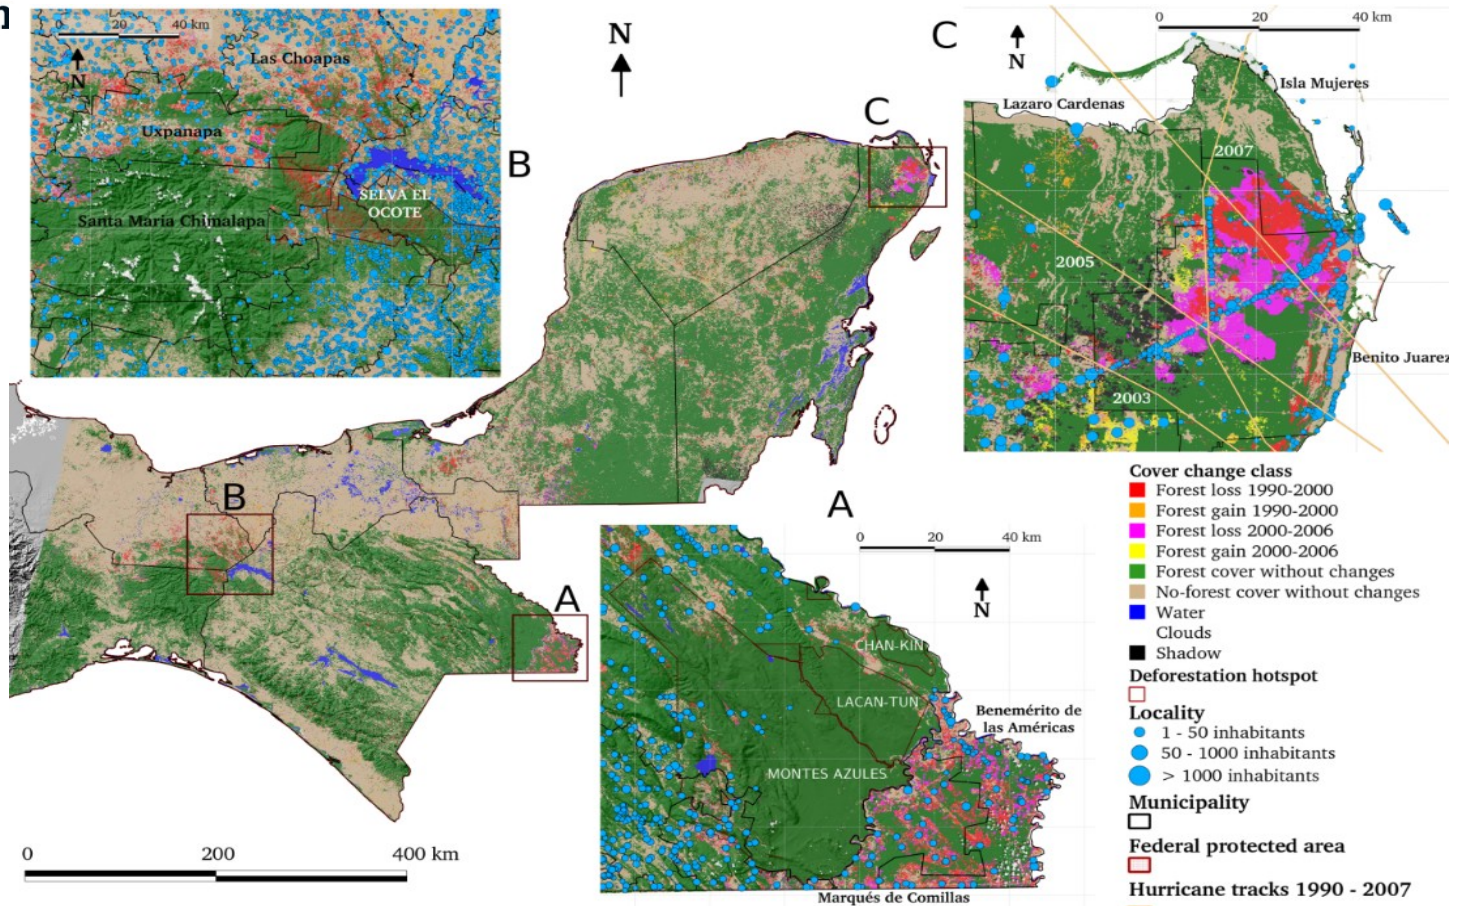 n
0 20 40 km
N
Las Choapas
Uxpanapa
SELVA EL
OCOTE
Santa Maria Chimalapa
B
N
C
B
A
0 200 400 km
C
N
0 20 40 km
Isla Mujeres
Lazaro Cardenas
2007
2005
Benito Juarez
2003
A
0 20 40 km
N
CHAN-KIN
LACAN-TUN
Benemérito de
las Américas
MONTES AZULES
Marqués de Comillas
Cover change class
Forest loss 1990-2000
Forest gain 1990-2000
Forest loss 2000-2006
Forest gain 2000-2006
Forest cover without changes
No-forest cover without changes
Water
Clouds
Shadow
Deforestation hotspot
Locality
1 - 50 inhabitants
50 - 1000 inhabitants
> 1000 inhabitants
Municipality
Federal protected area
Hurricane tracks 1990 - 2007